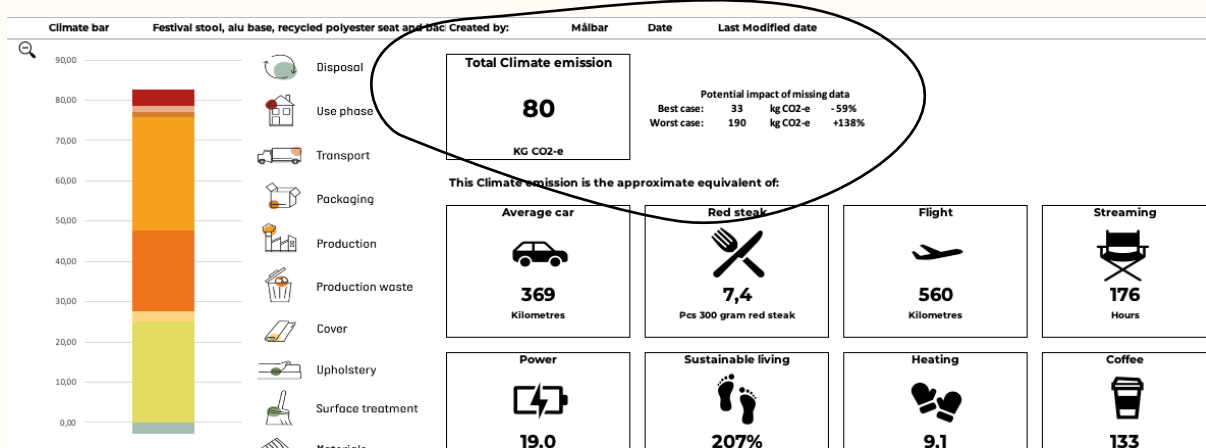 Climate bar
Festival stool, alu base, recycled polyester seat and bac
Created by:
Målbar
Date
Last Modified date
90,00
80,00
70,00
60,00
50,00
40,00
30,00
20,00
10,00
0,00
Disposal
Use phase
Transport
Packaging
Production
Production waste
Cover
Upholstery
Surface treatment
Materials
Total Climate emission
80
KG CO2-e
Potential impact of missing data
Best case: 33 kg CO2-e -59%
Worst case: 190 kg CO2-e +138%
This Climate emission is the approximate equivalent of:
Average car
369
Kilometres
Red steak
7,4
Pcs 300 gram red steak
Flight
560
Kilometres
Streaming
176
Hours
Power
19,0
Sustainable living
207%
Heating
9,1
Coffee
133